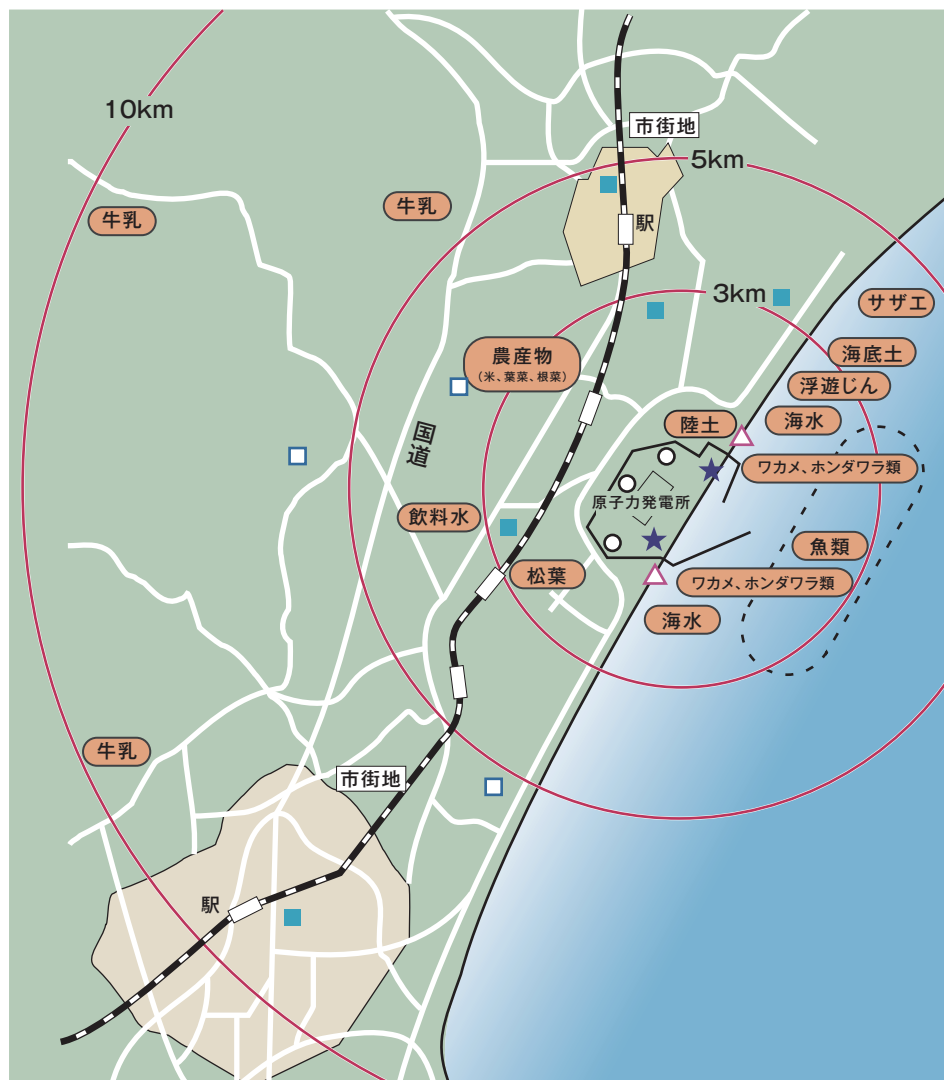 10km
市街地
5km
牛乳
牛乳
駅
3km
サザエ
農産物
(米、葉菜、根菜)
海底土
浮遊じん
国道
陸土
海水
ワカメ、ホンダワラ類
原子力発電所
飲料水
魚類
松葉
ワカメ、ホンダワラ類
海水
牛乳
市街地
駅